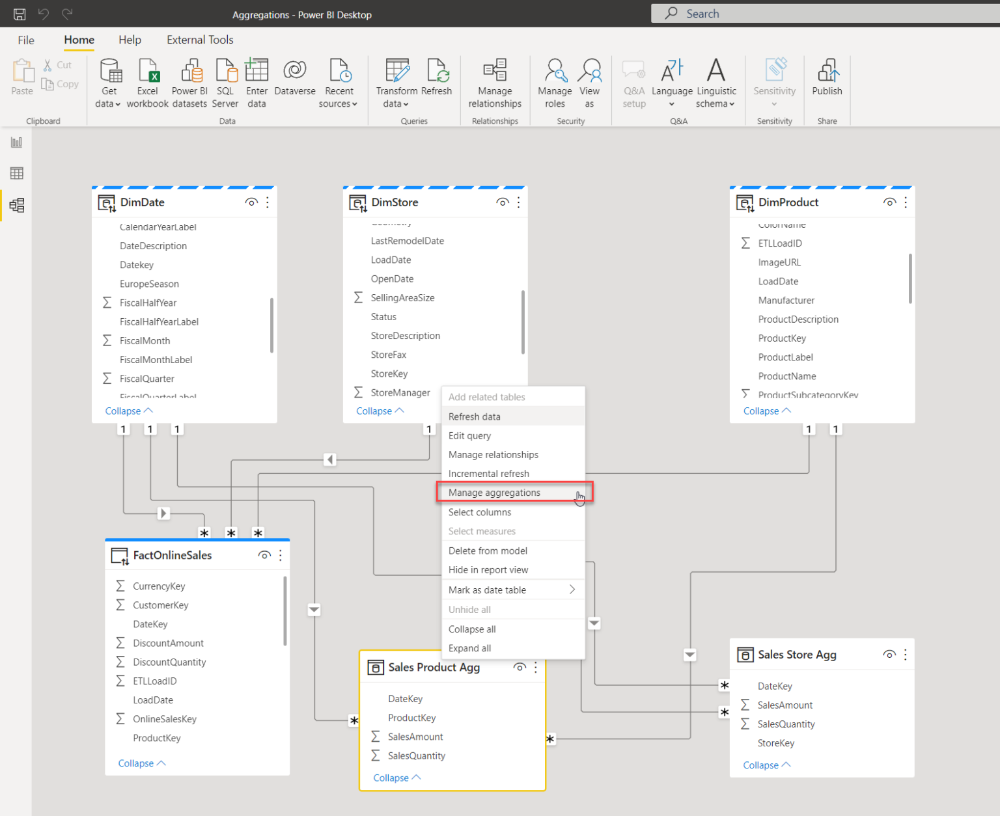 Aggregations - Power BI Desktop
Search
File
Home
Help
External Tools
Paste
Cut
Copy
Clipboard
Get
data
Excel
workbook
Power BI
datasets
SQL
Server
Enter
data
Dataverse
Recent
sources
Data
Transform
data
Refresh
Queries
Manage
relationships
Relationships
Manage
roles
View
as
Security
Q&A
setup
Language
Linguistic
schema
Q&A
Sensitivity
Sensitivity
Publish
Share
DimDate
CalendarYearLabel
DateDescription
Datekey
EuropeSeason
FiscalHalfYear
FiscalHalfYearLabel
FiscalMonth
FiscalMonthLabel
FiscalQuarter
FiscalQuarterLabel
Collapse
1
1
1
DimStore
Geometry
LastRemodelDate
LoadDate
OpenDate
SellingAreaSize
Status
StoreDescription
StoreFax
StoreKey
StoreManager
Collapse
1
DimProduct
ColorName
ETLLoadID
ImageURL
LoadDate
Manufacturer
ProductDescription
ProductKey
ProductLabel
ProductName
ProductSubcategoryKey
Collapse
1
1
Add related tables
Refresh data
Edit query
Manage relationships
Incremental refresh
Manage aggregations
Select columns
Select measures
Delete from model
Hide in report view
Mark as date table
Unhide all
Collapse all
Expand all
* * *
FactOnlineSales
CurrencyKey
CustomerKey
DateKey
DiscountAmount
DiscountQuantity
ETLLoadID
LoadDate
OnlineSalesKey
ProductKey
Collapse
Sales Product Agg
DateKey
ProductKey
SalesAmount
SalesQuantity
Collapse
*
*
Sales Store Agg
DateKey
SalesAmount
SalesQuantity
StoreKey
Collapse
*
*